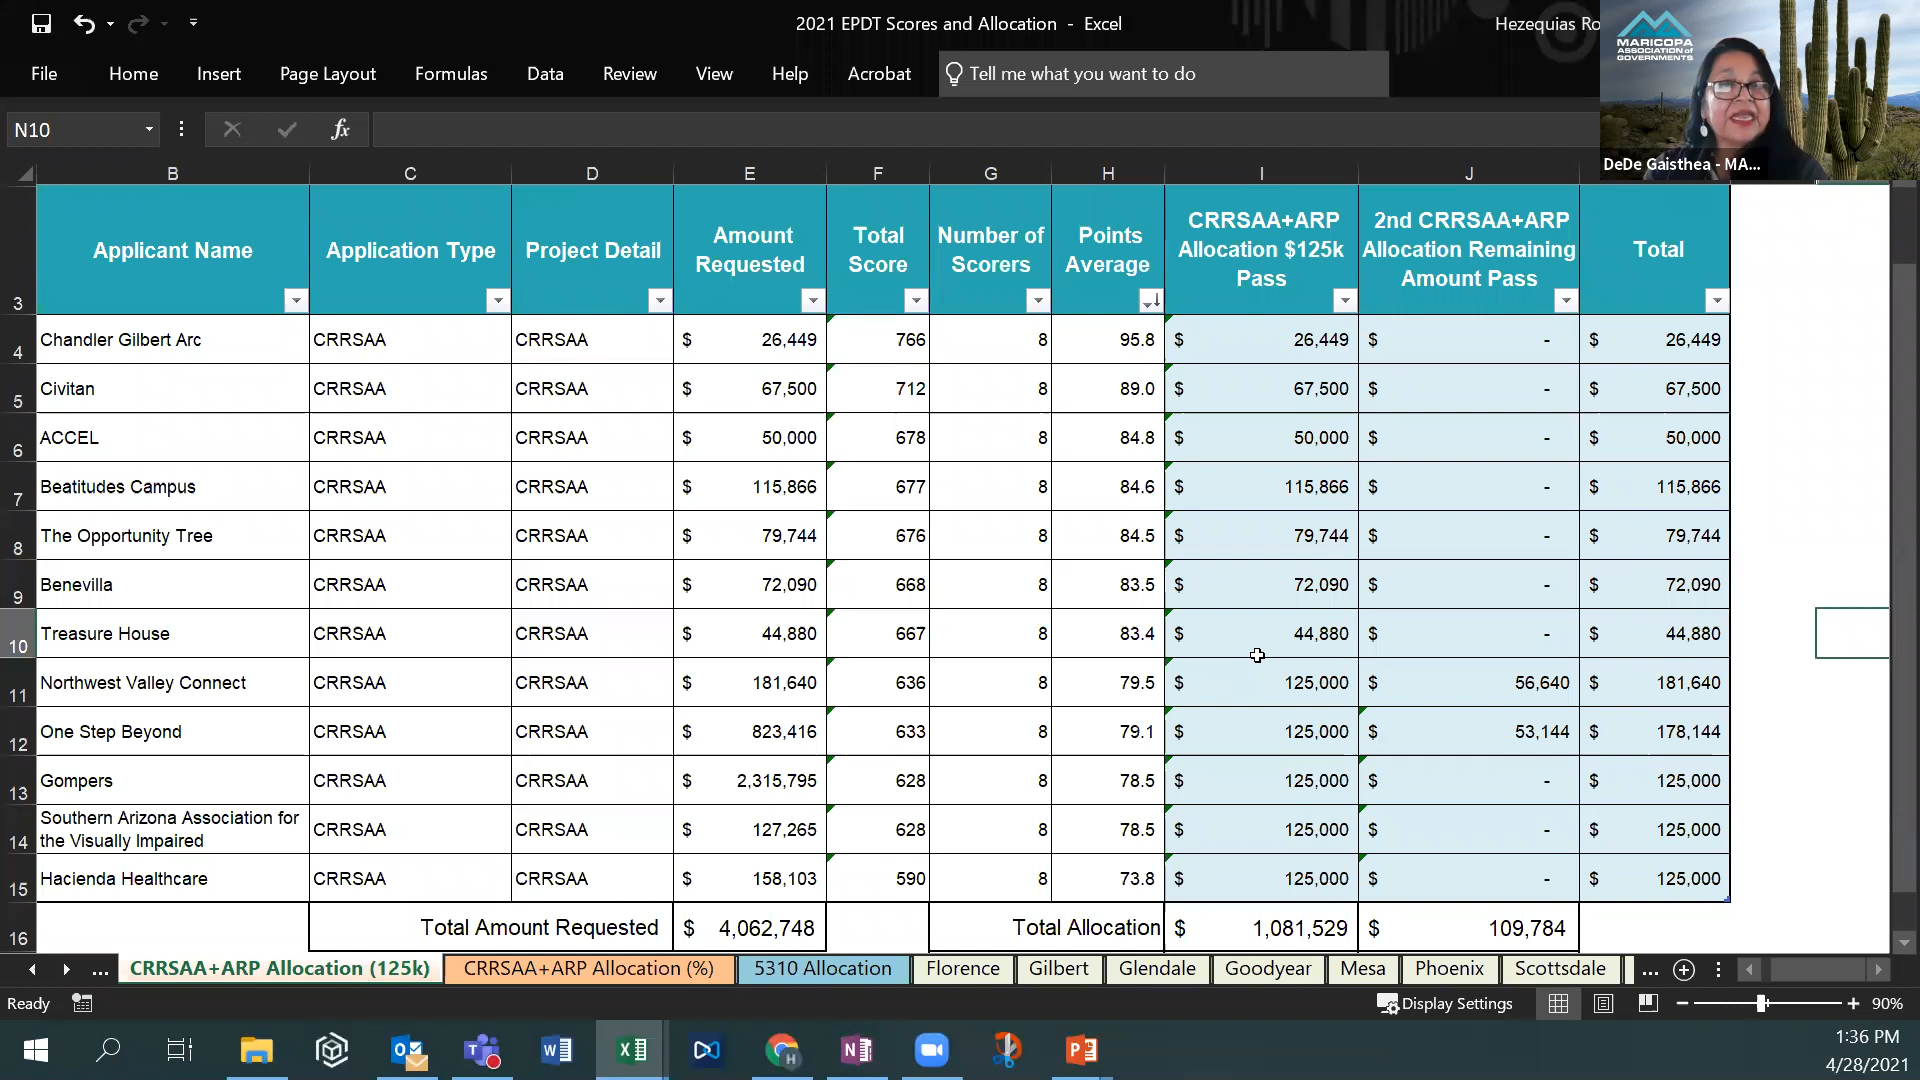 2021 EPDT Scores and Allocation - Excel
Hezequias Ro
MARICOPA
ASSOCIATION of
GOVERNMENTS
DeDe Gaisthea - MA...
File Home Insert Page Layout Formulas Data Review View Help Acrobat Tell me what you want to do
N10 fx
B C D E F G H I J
3 Applicant Name Application Type Project Detail Amount Requested Total Score Number of Scorers Points Average CRRSAA+ARP Allocation $125k Pass 2nd CRRSAA+ARP Allocation Remaining Amount Pass Total
4 Chandler Gilbert Arc CRRSAA CRRSAA $ 26,449 766 8 95.8 $ 26,449 $ - $ 26,449
5 Civitan CRRSAA CRRSAA $ 67,500 712 8 89.0 $ 67,500 $ - $ 67,500
6 ACCEL CRRSAA CRRSAA $ 50,000 678 8 84.8 $ 50,000 $ - $ 50,000
7 Beatitudes Campus CRRSAA CRRSAA $ 115,866 677 8 84.6 $ 115,866 $ - $ 115,866
8 The Opportunity Tree CRRSAA CRRSAA $ 79,744 676 8 84.5 $ 79,744 $ - $ 79,744
9 Benevilla CRRSAA CRRSAA $ 72,090 668 8 83.5 $ 72,090 $ - $ 72,090
10 Treasure House CRRSAA CRRSAA $ 44,880 667 8 83.4 $ 44,880 $ - $ 44,880
11 Northwest Valley Connect CRRSAA CRRSAA $ 181,640 636 8 79.5 $ 125,000 $ 56,640 $ 181,640
12 One Step Beyond CRRSAA CRRSAA $ 823,416 633 8 79.1 $ 125,000 $ 53,144 $ 178,144
13 Gompers CRRSAA CRRSAA $ 2,315,795 628 8 78.5 $ 125,000 $ - $ 125,000
14 Southern Arizona Association for the Visually Impaired CRRSAA CRRSAA $ 127,265 628 8 78.5 $ 125,000 $ - $ 125,000
15 Hacienda Healthcare CRRSAA CRRSAA $ 158,103 590 8 73.8 $ 125,000 $ - $ 125,000
16 Total Amount Requested $ 4,062,748 Total Allocation $ 1,081,529 $ 109,784
... CRRSAA+ARP Allocation (125k) CRRSAA+ARP Allocation (%) 5310 Allocation Florence Gilbert Glendale Goodyear Mesa Phoenix Scottsdale ...
Ready Display Settings 90%
1:36 PM
4/28/2021